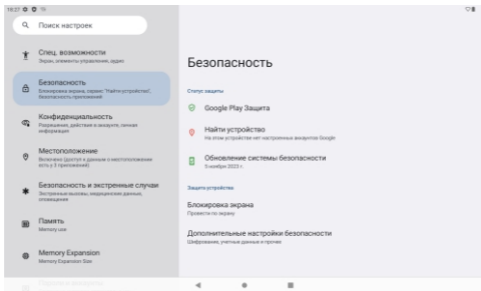 10:27
Поиск настроек
Спец. возможности
Экран, элементы управления, аудио
Безопасность
Блокировка экрана, сервис "Найти устройство",
безопасность приложений
Конфиденциальность
Разрешения, действия в аккаунте, личная
информация
Местоположение
Включено (доступ к данным о местоположении
есть у 3 приложений)
Безопасность и экстренные случаи
Экстренные вызовы, медицинские данные,
оповещения
Память
Memory use
Memory Expansion
Memory Expansion Size
Безопасность
Статус защиты
Google Play Защита
Найти устройство
На этом устройстве нет настроенных аккаунтов Google
Обновление системы безопасности
5 ноября 2023 г.
Защита устройства
Блокировка экрана
Провести по экрану
Дополнительные настройки безопасности
Шифрование, учетные данные и прочее